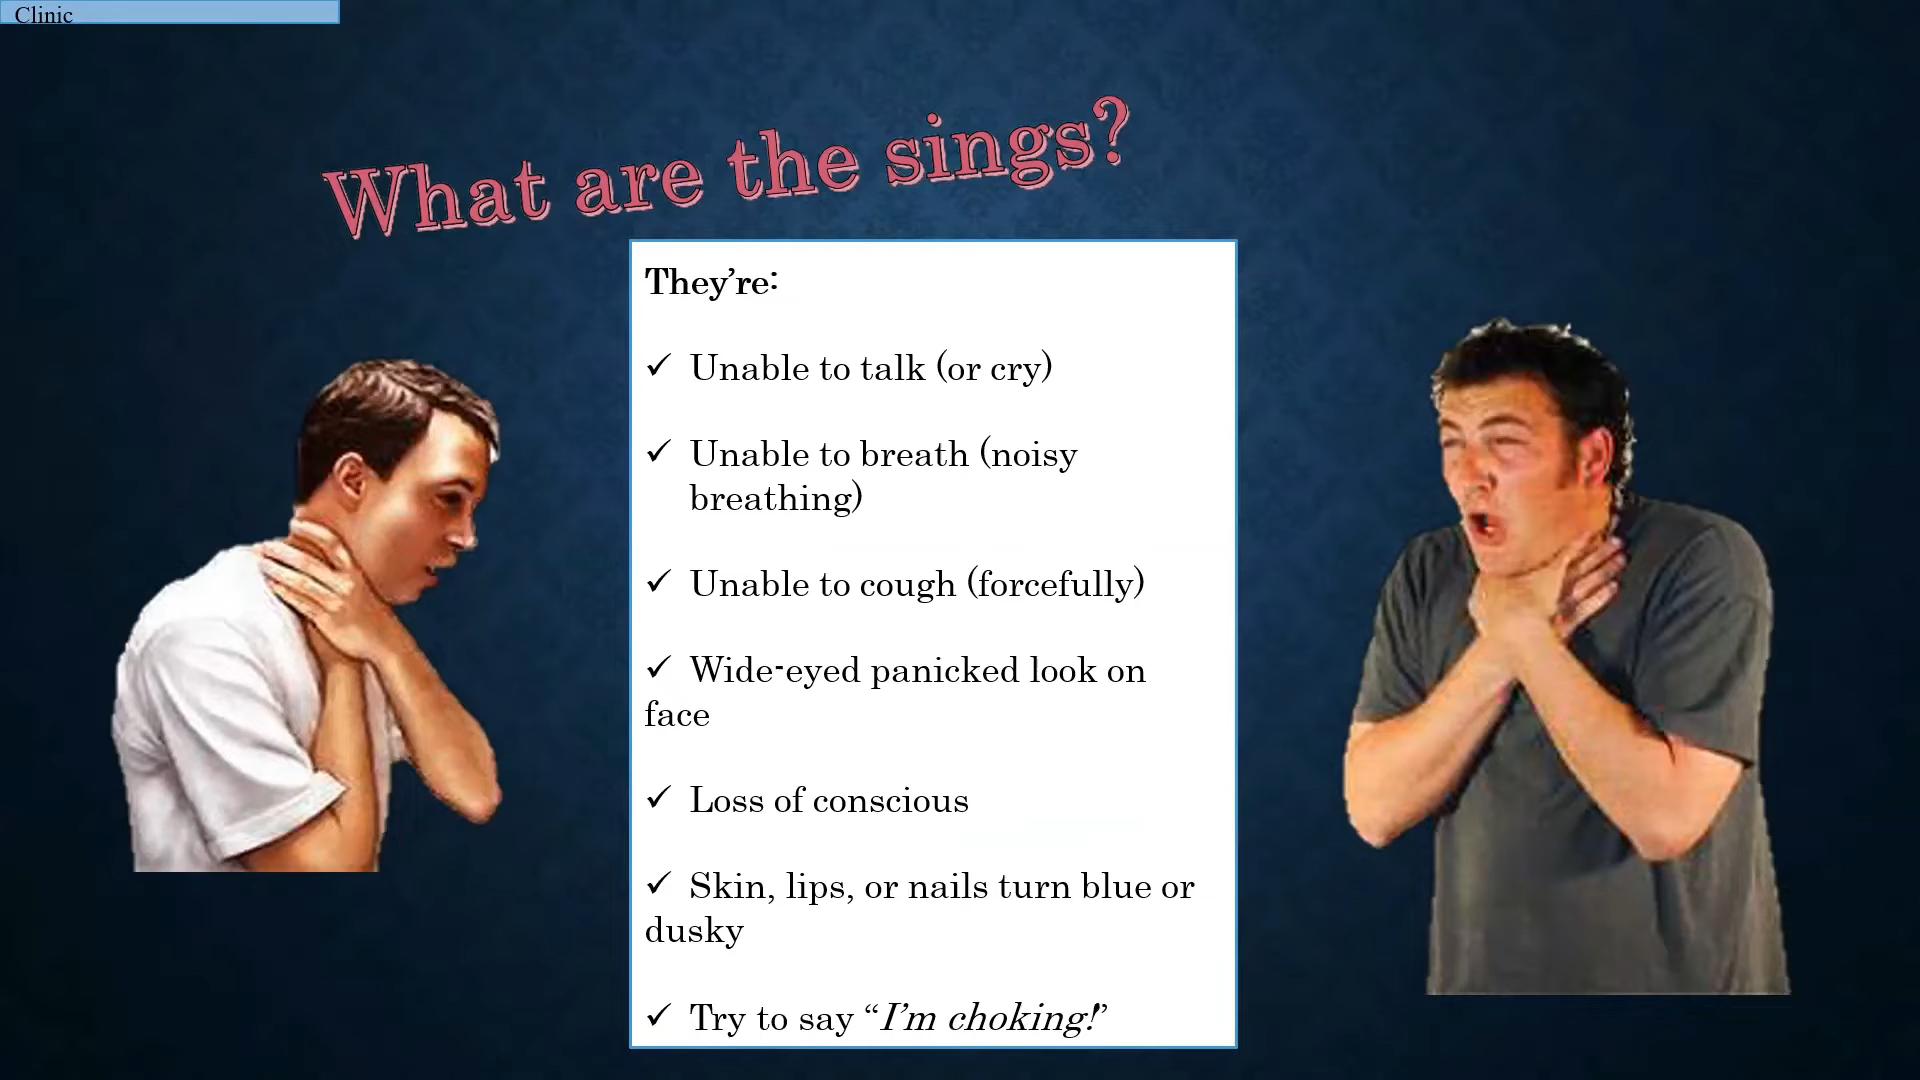 Clinic
What are the sings?
They're:
✓ Unable to talk (or cry)
✓ Unable to breath (noisy
breathing)
✓ Unable to cough (forcefully)
✓ Wide-eyed panicked look on
face
✓ Loss of conscious
✓ Skin, lips, or nails turn blue or
dusky
✓ Try to say “I’m choking!”